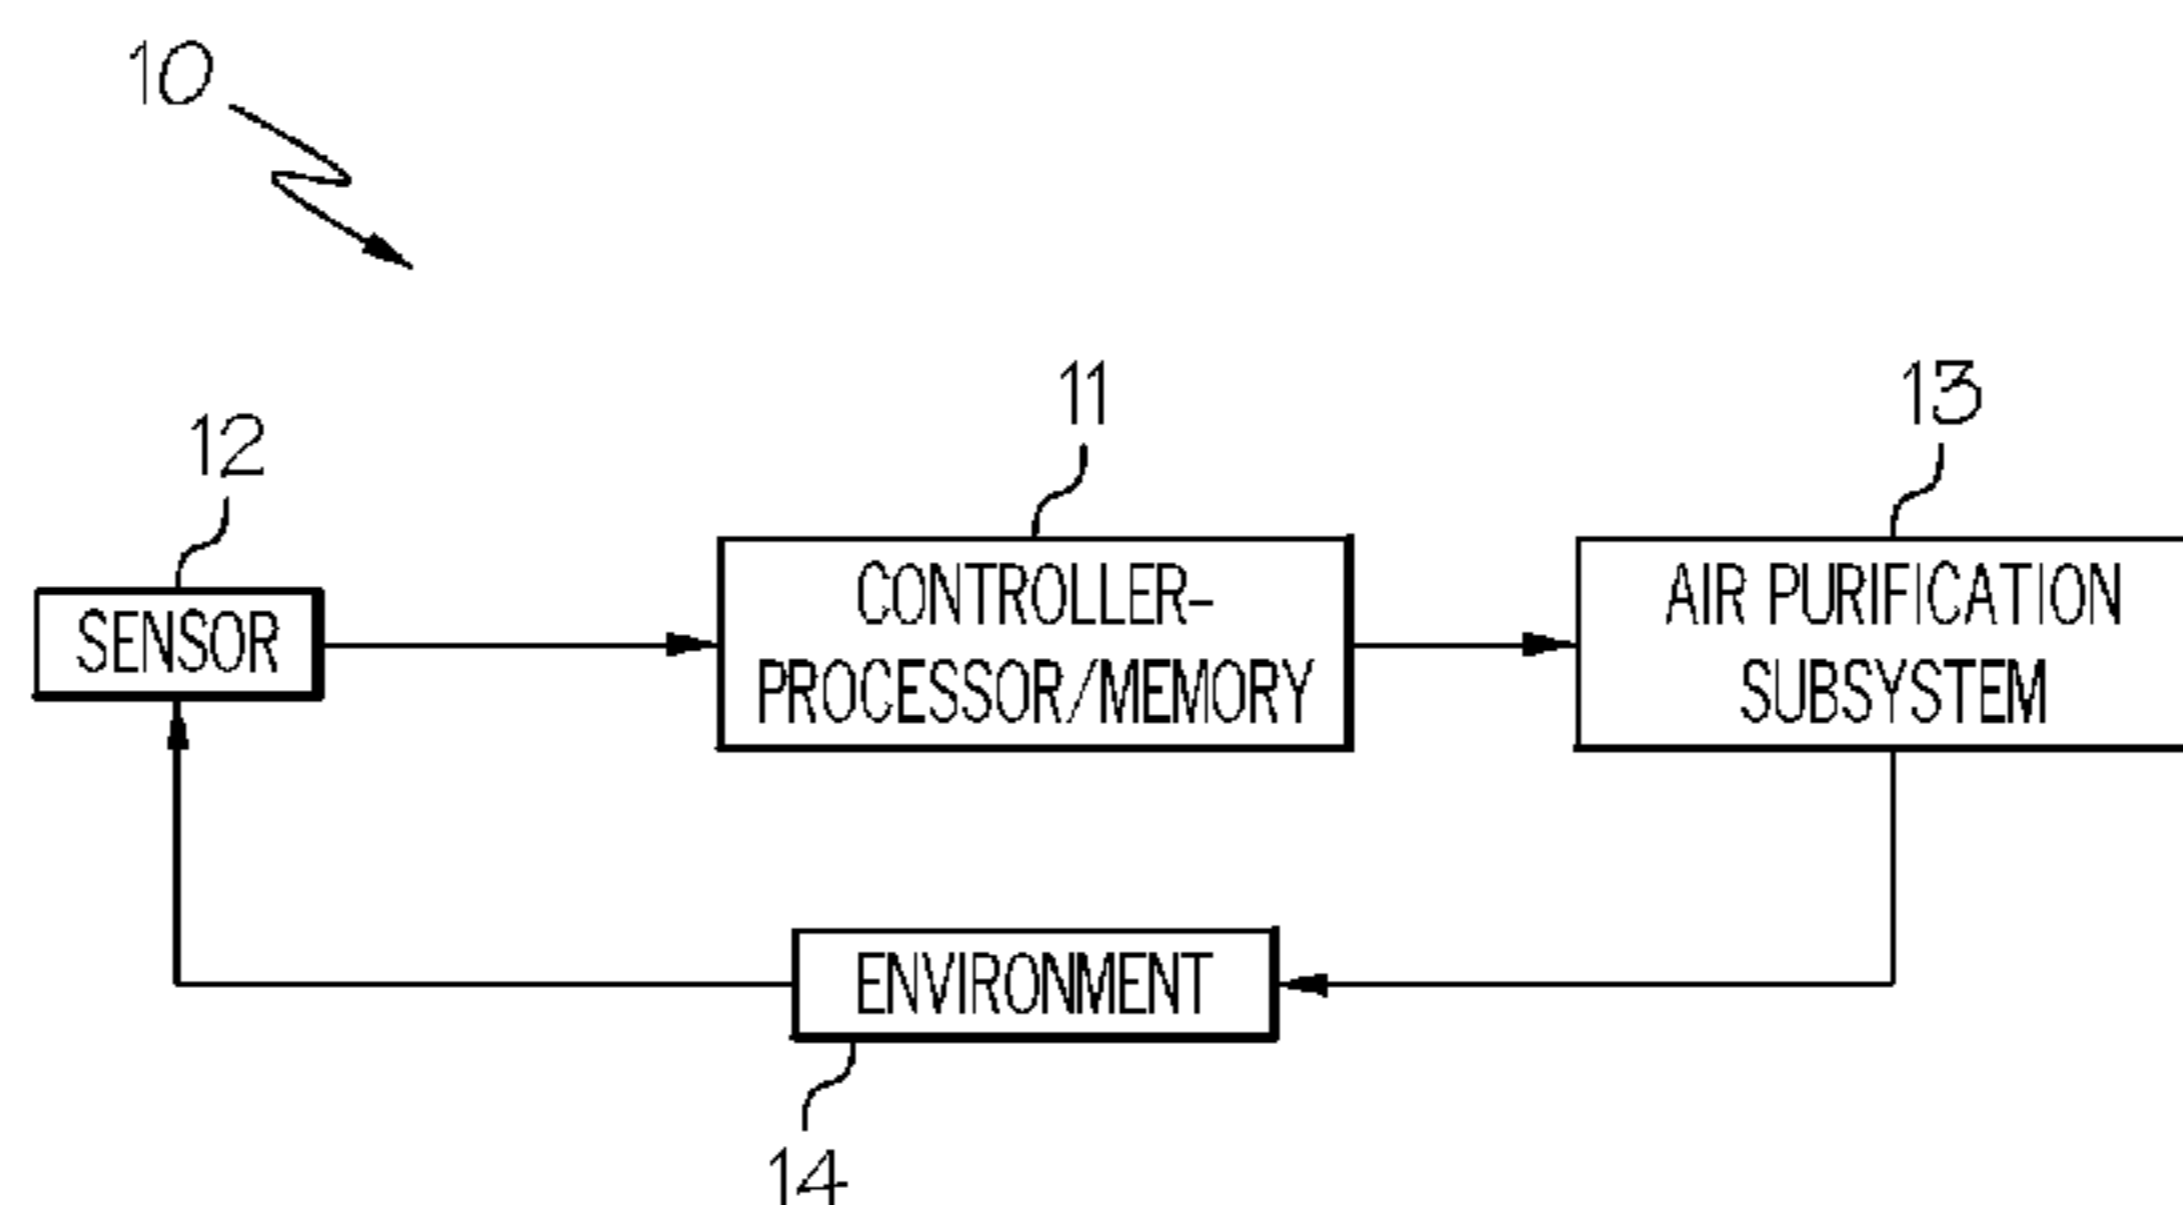 10
11
13
12
CONTROLLER-
PROCESSOR/MEMORY
AIR PURIFICATION
SUBSYSTEM
SENSOR
ENVIRONMENT
14